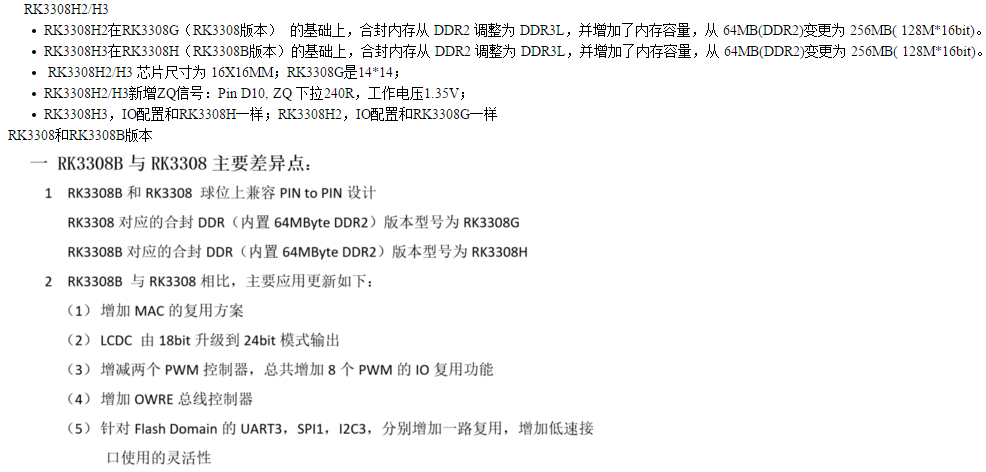 RK3308H2/H3
• RK3308H2在RK3308G（RK3308版本） 的基础上，合封内存从 DDR2 调整为 DDR3L，并增加了内存容量，从 64MB(DDR2)变更为 256MB( 128M*16bit)。
• RK3308H3在RK3308H（RK3308B版本）的基础上，合封内存从 DDR2 调整为 DDR3L，并增加了内存容量，从 64MB(DDR2)变更为 256MB( 128M*16bit)。
• RK3308H2/H3 芯片尺寸为 16X16MM；RK3308G是14*14；
• RK3308H2/H3新增ZQ信号：Pin D10, ZQ 下拉240R，工作电压1.35V；
• RK3308H3，IO配置和RK3308H一样；RK3308H2，IO配置和RK3308G一样
RK3308和RK3308B版本
一 RK3308B 与 RK3308 主要差异点：
1 RK3308B 和 RK3308 球位上兼容 PIN to PIN 设计
RK3308 对应的合封 DDR（内置 64MByte DDR2）版本型号为 RK3308G
RK3308B 对应的合封 DDR（内置 64MByte DDR2）版本型号为 RK3308H
2 RK3308B 与 RK3308 相比，主要应用更新如下：
（1）增加 MAC 的复用方案
（2）LCDC 由 18bit 升级到 24bit 模式输出
（3）增减两个 PWM 控制器，总共增加 8 个 PWM 的 IO 复用功能
（4）增加 OWRE 总线控制器
（5）针对 Flash Domain 的 UART3，SPI1，I2C3，分别增加一路复用，增加低速接
口使用的灵活性